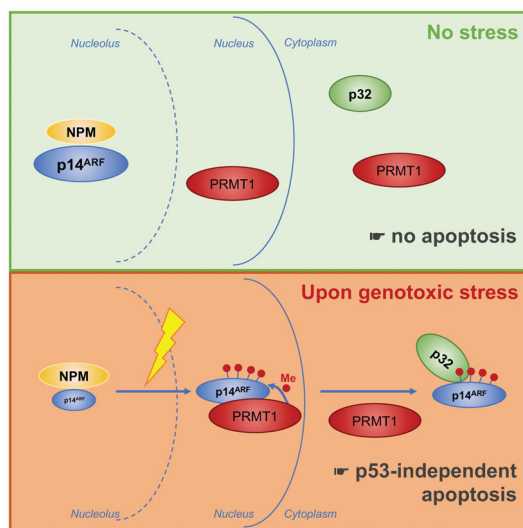 Nucleolus
Nucleus
Cytoplasm
No stress
p32
NPM
p14ARF
PRMT1
PRMT1
☛ no apoptosis
Upon genotoxic stress
NPM
p14ARF
p14ARF
Me
PRMT1
p32
p14ARF
PRMT1
☛ p53-independent
apoptosis
Nucleolus
Nucleus
Cytoplasm